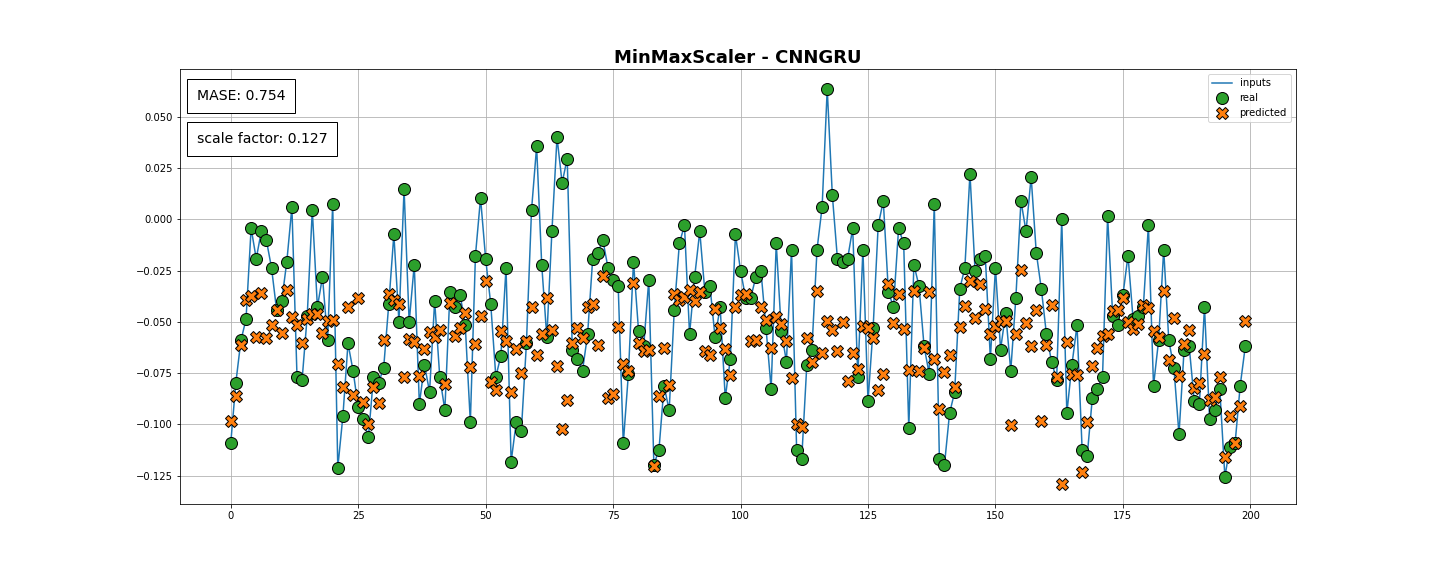 MinMaxScaler - CNNGRU
MASE: 0.754
scale factor: 0.127
inputs
real
predicted
0.050
0.025
0.000
−0.025
−0.050
−0.075
−0.100
−0.125
0 25 50 75 100 125 150 175 200